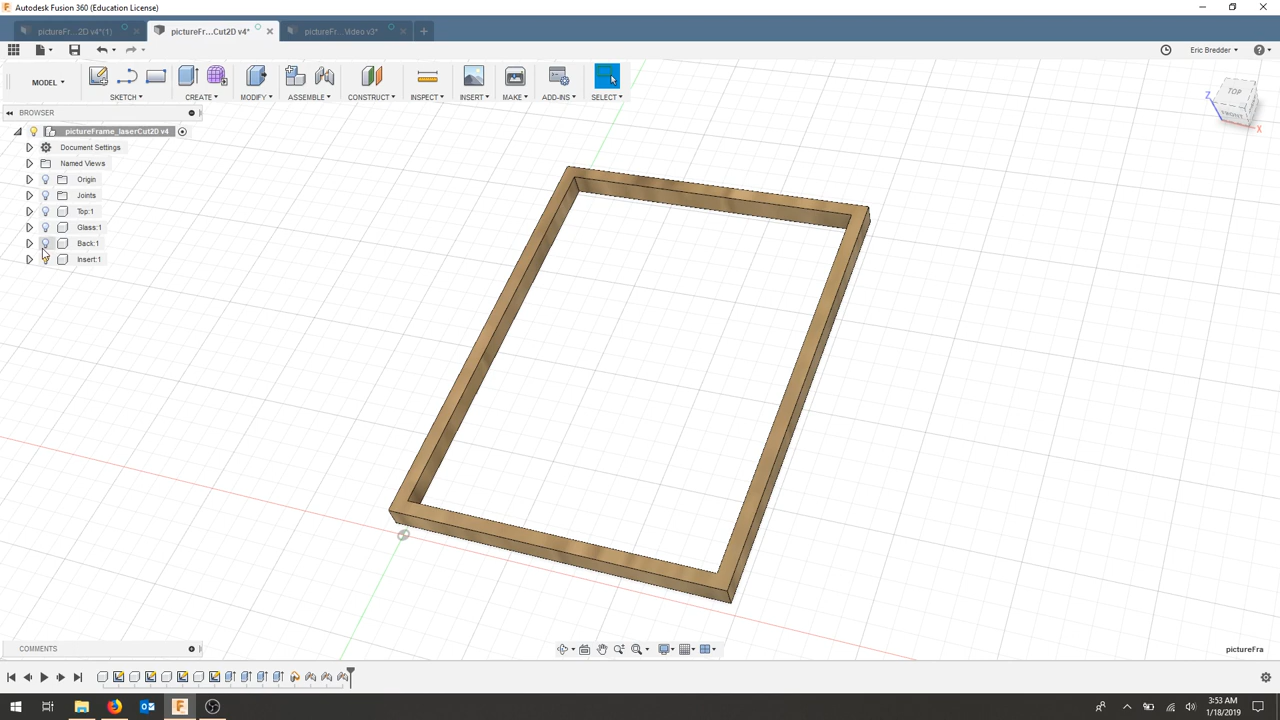 Autodesk Fusion 360 (Education License)
pictureFr...2D v4*(1)
pictureFr...Cut2D v4*
pictureFr...Video v3*
Eric Bredder
MODEL
SKETCH
CREATE
MODIFY
ASSEMBLE
CONSTRUCT
INSPECT
INSERT
MAKE
ADD-INS
SELECT
BROWSER
TOP
FRONT
Z
X
pictureFrame_laserCut2D v4
Document Settings
Named Views
Origin
Joints
Top:1
Glass:1
Back:1
Insert:1
COMMENTS
pictureFra
3:53 AM
1/18/2019